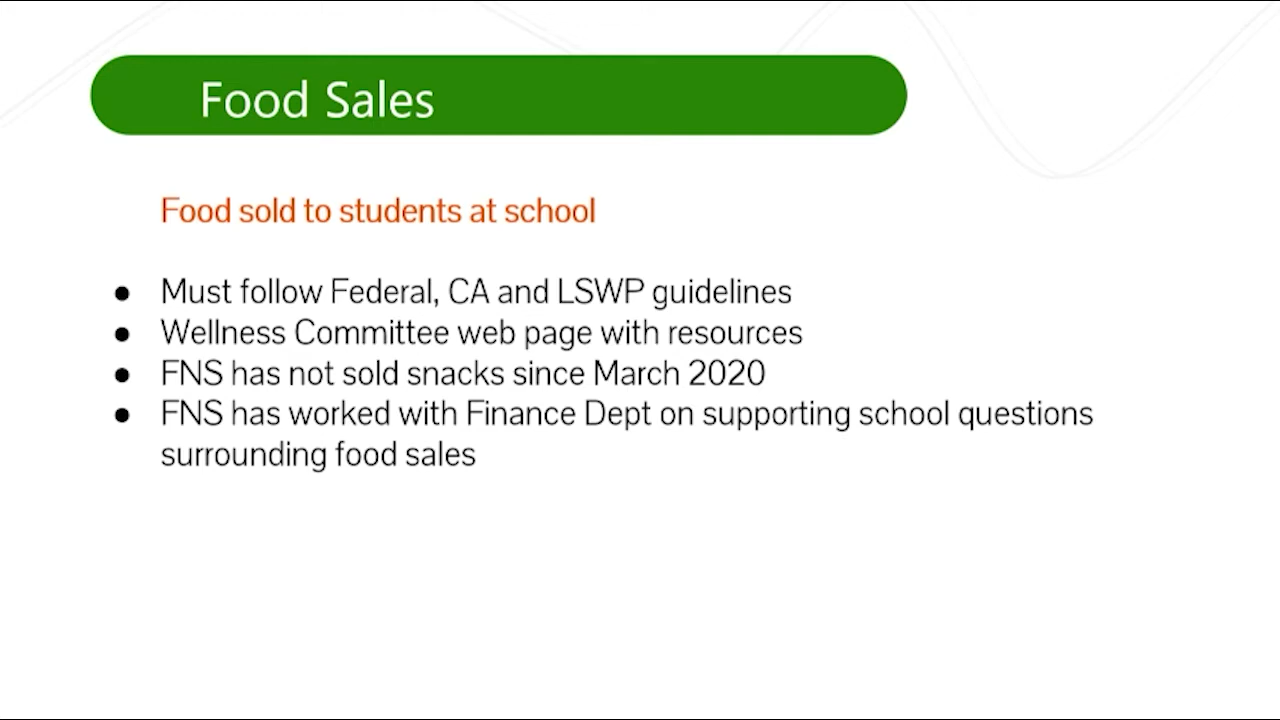 Food Sales
Food sold to students at school
● Must follow Federal, CA and LSWP guidelines
● Wellness Committee web page with resources
● FNS has not sold snacks since March 2020
● FNS has worked with Finance Dept on supporting school questions
surrounding food sales